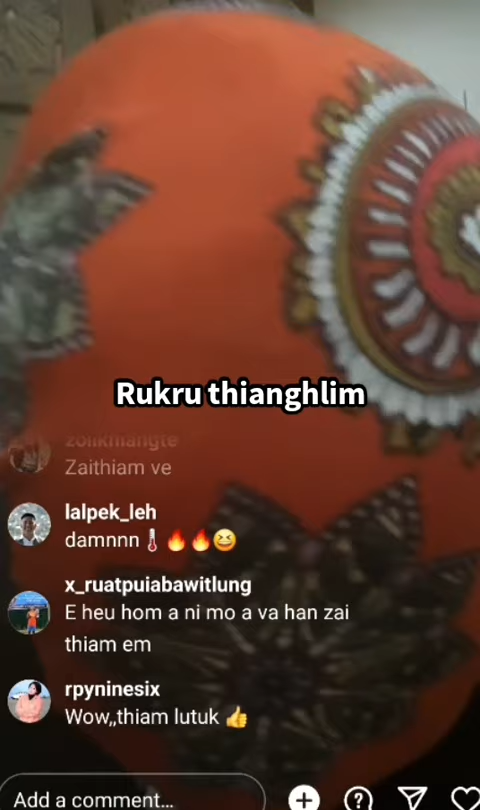 Rukru thianghlim
zolikhiangte
Zaithiam ve
lalpek_leh
damnnn🌡️🔥🔥😆
x_ruatpuiabawitlung
E heu hom a ni mo a va han zai
thiam em
rpyninesix
Wow,,thiam lutuk 👍
Add a comment...